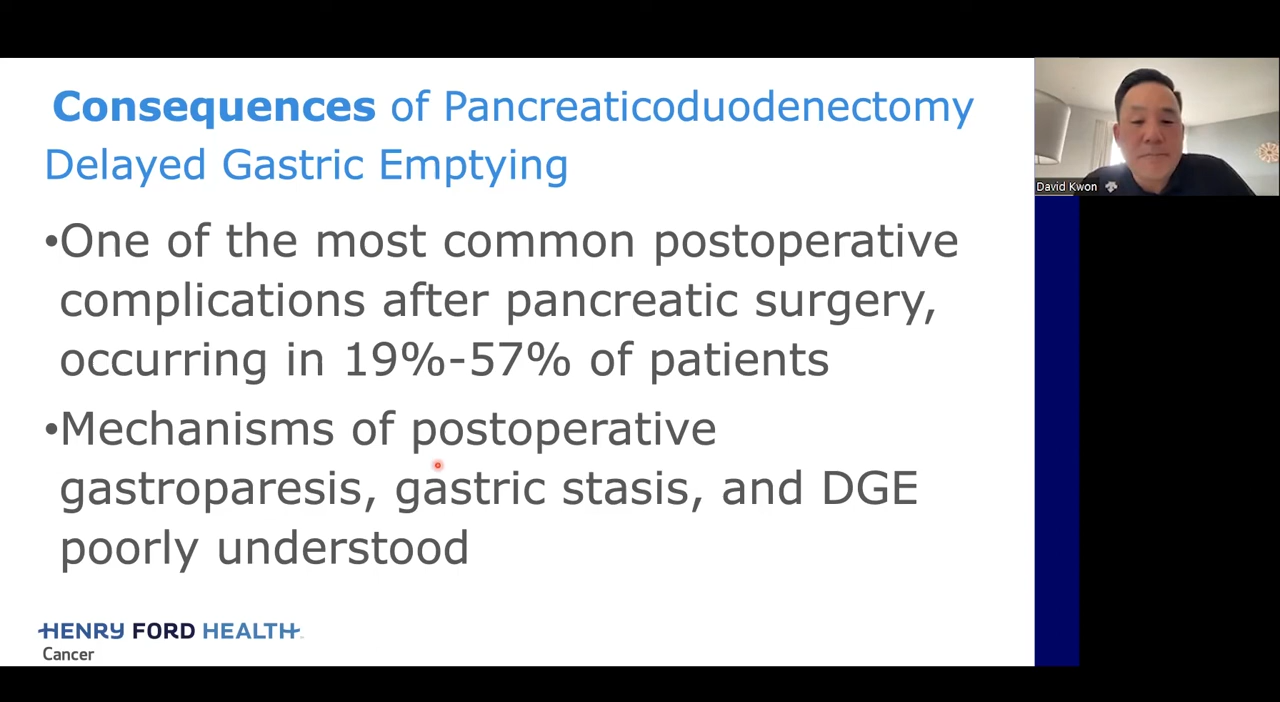 Consequences of Pancreaticoduodenectomy
Delayed Gastric Emptying
•One of the most common postoperative
complications after pancreatic surgery,
occurring in 19%-57% of patients
•Mechanisms of postoperative
gastroparesis, gastric stasis, and DGE
poorly understood
HENRY FORD HEALTH
Cancer
David Kwon